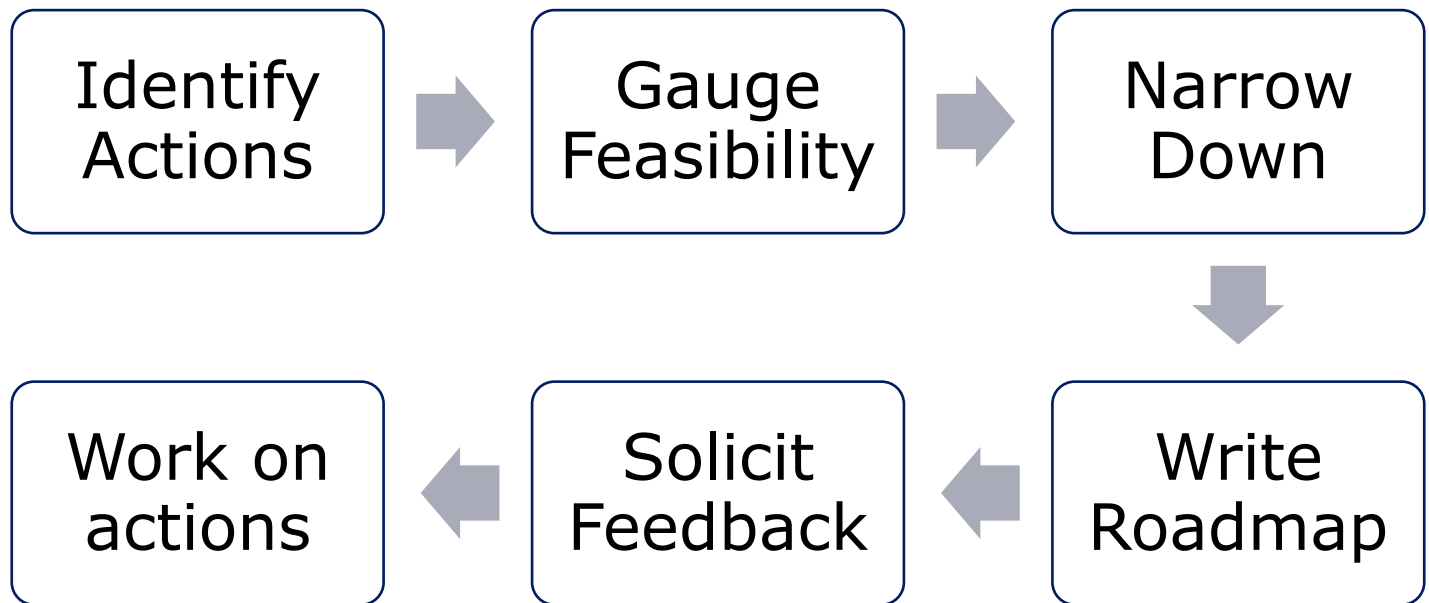 Identify
Actions
Gauge
Feasibility
Narrow
Down
Write
Roadmap
Solicit
Feedback
Work on
actions